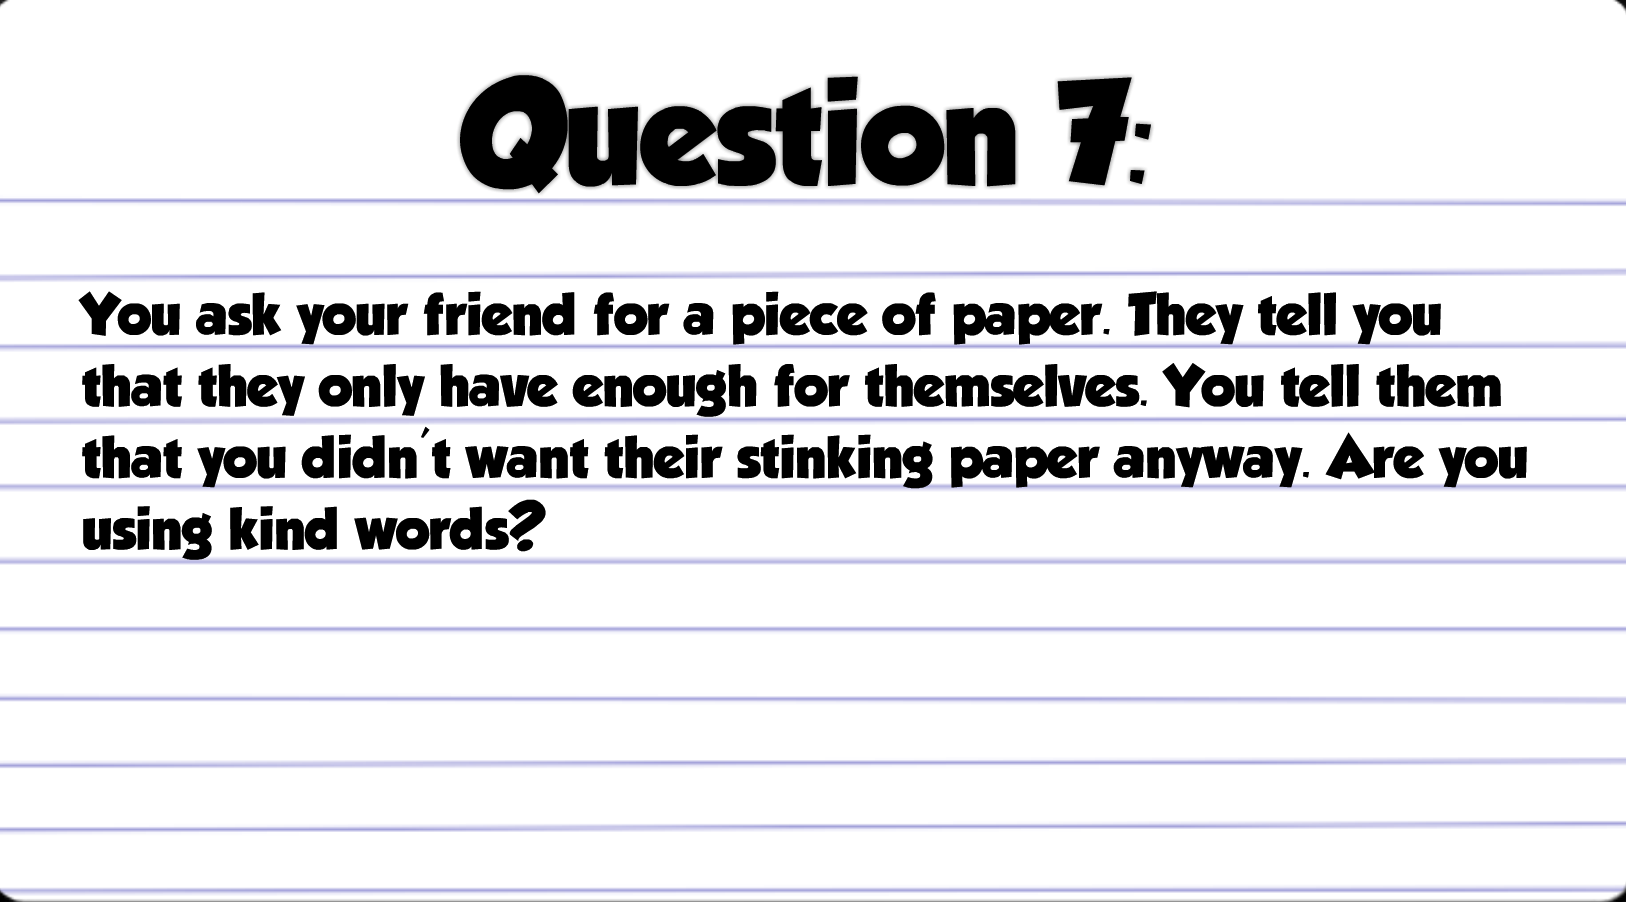 Question 7:
You ask your friend for a piece of paper. They tell you
that they only have enough for themselves. You tell them
that you didn't want their stinking paper anyway. Are you
using kind words?